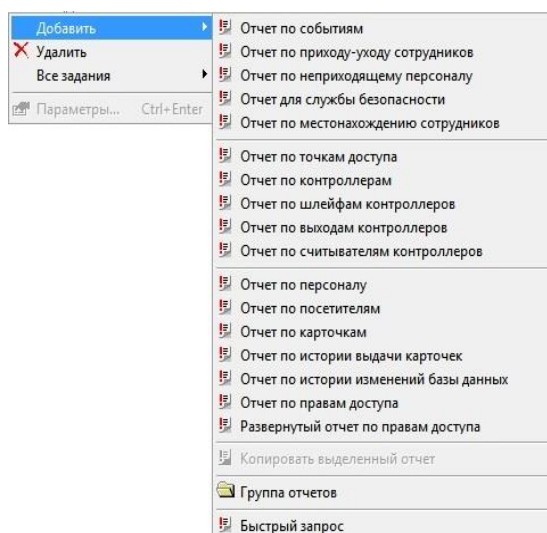 Добавить
Удалить
Все задания
Параметры... Ctrl+Enter
Отчет по событиям
Отчет по приходу-уходу сотрудников
Отчет по неприходящему персоналу
Отчет для службы безопасности
Отчет по местонахождению сотрудников
Отчет по точкам доступа
Отчет по контроллерам
Отчет по шлейфам контроллеров
Отчет по выходам контроллеров
Отчет по считывателям контроллеров
Отчет по персоналу
Отчет по посетителям
Отчет по карточкам
Отчет по истории выдачи карточек
Отчет по истории изменений базы данных
Отчет по правам доступа
Развернутый отчет по правам доступа
Копировать выделенный отчет
Группа отчетов
Быстрый запрос